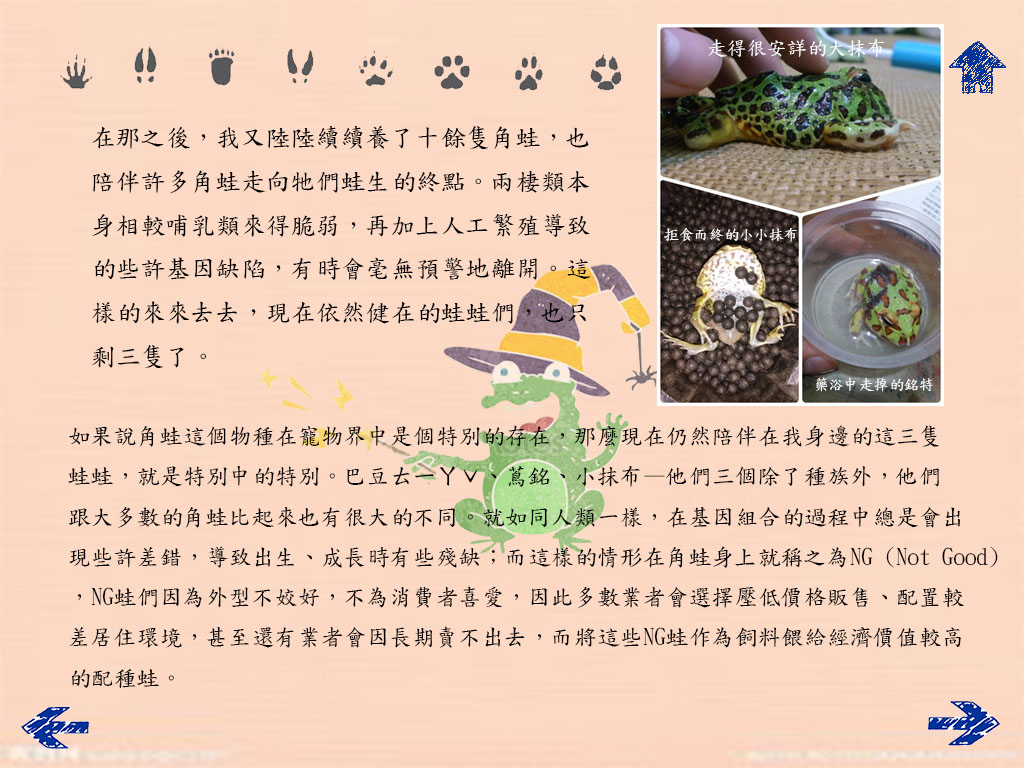 走得很安詳的大抹布
在那之後，我又陸陸續續養了十餘隻角蛙，也
陪伴許多角蛙走向牠們蛙生的終點。兩棲類本
身相較哺乳類來得脆弱，再加上人工繁殖導致
的些許基因缺陷，有時會毫無預警地離開。這
樣的來來去去，現在依然健在的蛙蛙們，也只
剩三隻了。
拒食而終的小小抹布
藥浴中走掉的銘特
如果說角蛙這個物種在寵物界中是個特別的存在，那麼現在仍然陪伴在我身邊的這三隻
蛙蛙，就是特別中的特別。巴豆ㄊㄧㄚˇ、蔦銘、小抹布—他們三個除了種族外，他們
跟大多數的角蛙比起來也有很大的不同。就如同人類一樣，在基因組合的過程中總是會出
現些許差錯，導致出生、成長時有些殘缺；而這樣的情形在角蛙身上就稱之為NG (Not Good)
，NG蛙們因為外型不姣好，不為消費者喜愛，因此多數業者會選擇壓低價格販售、配置較
差居住環境，甚至還有業者會因長期賣不出去，而將這些NG蛙作為飼料餵給經濟價值較高
的配種蛙。